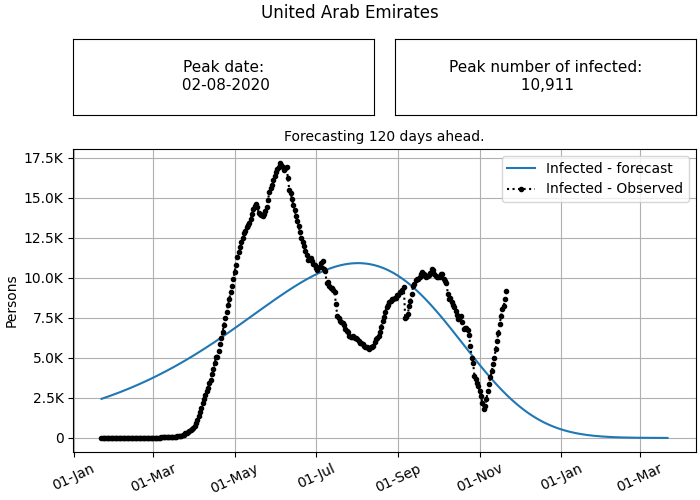 United Arab Emirates
Peak date:
02-08-2020
Peak number of infected:
10,911
Forecasting 120 days ahead.
Infected - forecast
Infected - Observed
Persons
17.5K
15.0K
12.5K
10.0K
7.5K
5.0K
2.5K
0
01-Jan
01-Mar
01-May
01-Jul
01-Sep
01-Nov
01-Jan
01-Mar